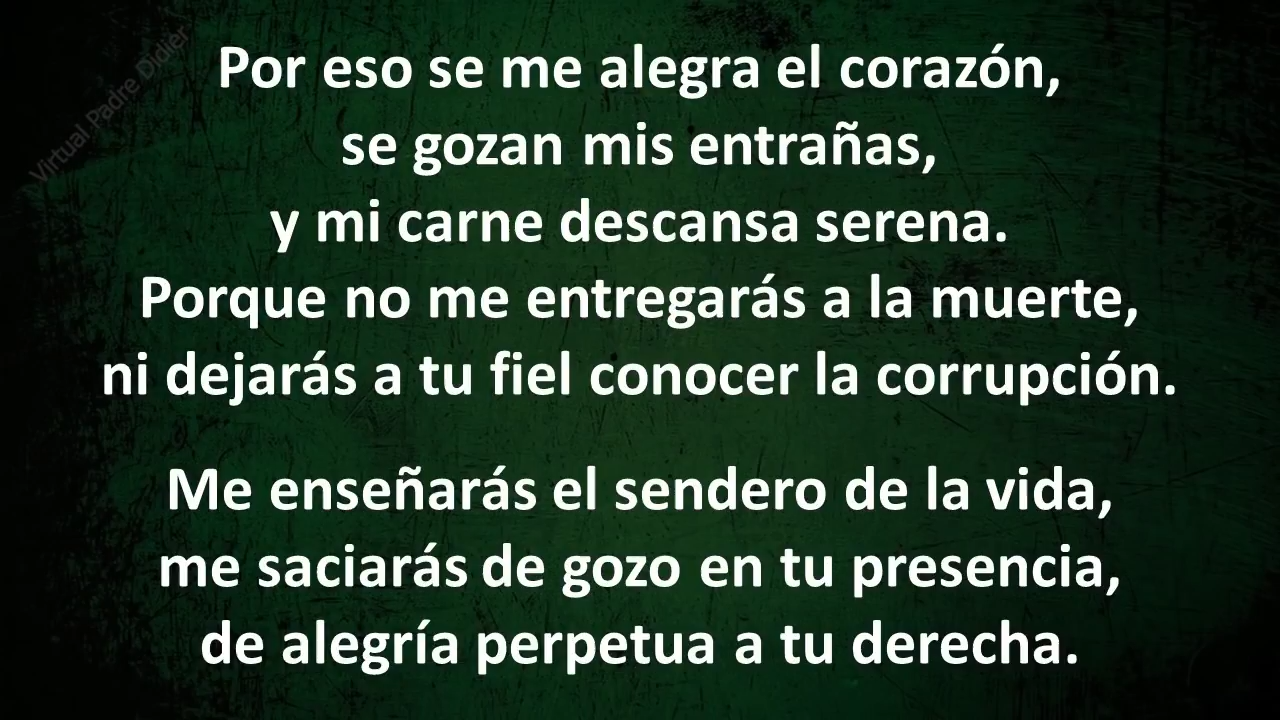 Virtual Padre Didier
Por eso se me alegra el corazón,
se gozan mis entrañas,
y mi carne descansa serena.
Porque no me entregarás a la muerte,
ni dejarás a tu fiel conocer la corrupción.
Me enseñarás el sendero de la vida,
me saciarás de gozo en tu presencia,
de alegría perpetua a tu derecha.